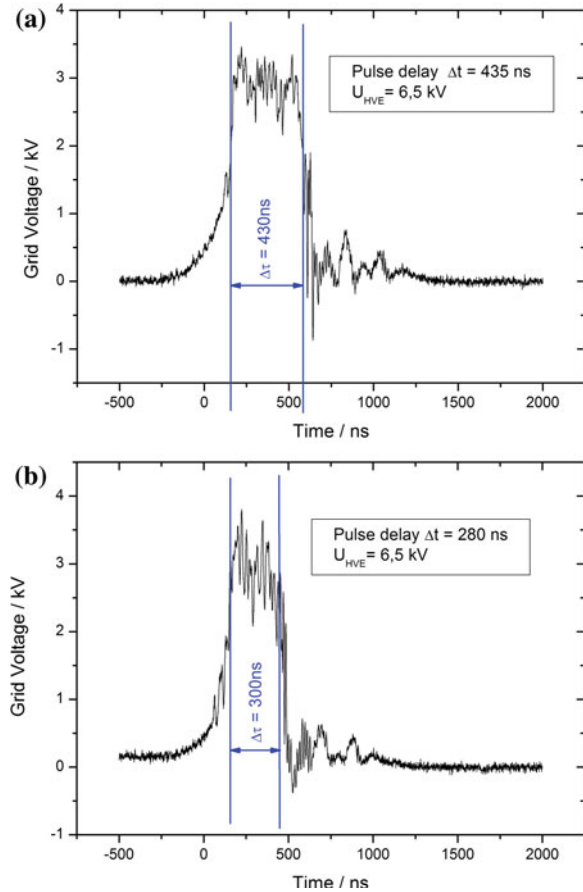 (a)
4
3
2
1
0
-1
Grid Voltage / kV
Pulse delay Δt = 435 ns
U_HVE = 6,5 kV
Δτ = 430ns
-500 0 500 1000 1500 2000
Time / ns
(b)
4
3
2
1
0
-1
Grid Voltage / kV
Pulse delay Δt = 280 ns
U_HVE = 6,5 kV
Δτ = 300ns
-500 0 500 1000 1500 2000
Time / ns